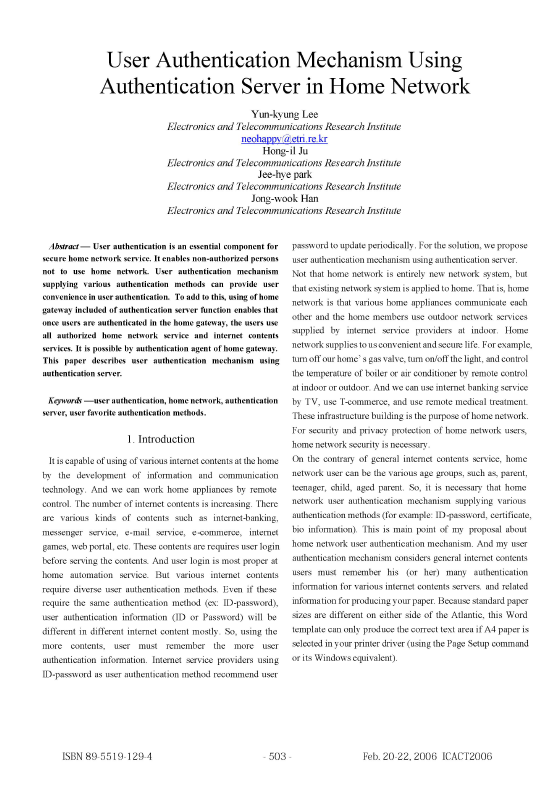 User Authentication Mechanism Using
Authentication Server in Home Network
Yun-kyung Lee
Electronics and Telecommunications Research Institute
neohappy@etri.re.kr
Hong-il Ju
Electronics and Telecommunications Research Institute
Jee-hye park
Electronics and Telecommunications Research Institute
Jong-wook Han
Electronics and Telecommunications Research Institute
Abstract — User authentication is an essential component for
secure home network service. It enables non-authorized persons
not to use home network. User authentication mechanism
supplying various authentication methods can provide user
convenience in user authentication. To add to this, using of home
gateway included of authentication server function enables that
once users are authenticated in the home gateway, the users use
all authorized home network service and internet contents
services. It is possible by authentication agent of home gateway.
This paper describes user authentication mechanism using
authentication server.
Keywords —user authentication, home network, authentication
server, user favorite authentication methods.
1. Introduction
It is capable of using of various internet contents at the home
by the development of information and communication
technology. And we can work home appliances by remote
control. The number of internet contents is increasing. There
are various kinds of contents such as internet-banking,
messenger service, e-mail service, e-commerce, internet
games, web portal, etc. These contents are requires user login
before serving the contents. And user login is most proper at
home automation service. But various internet contents
require diverse user authentication methods. Even if these
require the same authentication method (ex: ID-password),
user authentication information (ID or Password) will be
different in different internet content mostly. So, using the
more contents, user must remember the more user
authentication information. Internet service providers using
ID-password as user authentication method recommend user
password to update periodically. For the solution, we propose
user authentication mechanism using authentication server.
Not that home network is entirely new network system, but
that existing network system is applied to home. That is, home
network is that various home appliances communicate each
other and the home members use outdoor network services
supplied by internet service providers at indoor. Home
network supplies to us convenient and secure life. For example,
turn off our home's gas valve, turn on/off the light, and control
the temperature of boiler or air conditioner by remote control
at indoor or outdoor. And we can use internet banking service
by TV, use T-commerce, and use remote medical treatment.
These infrastructure building is the purpose of home network.
For security and privacy protection of home network users,
home network security is necessary.
On the contrary of general internet contents service, home
network user can be the various age groups, such as, parent,
teenager, child, aged parent. So, it is necessary that home
network user authentication mechanism supplying various
authentication methods (for example: ID-password, certificate,
bio information). This is main point of my proposal about
home network user authentication mechanism. And my user
authentication mechanism considers general internet contents
users must remember his (or her) many authentication
information for various internet contents servers. and related
information for producing your paper. Because standard paper
sizes are different on either side of the Atlantic, this Word
template can only produce the correct text area if A4 paper is
selected in your printer driver (using the Page Setup command
or its Windows equivalent).
ISBN 89-5519-129-4
- 503 -
Feb. 20-22, 2006 ICACT2006